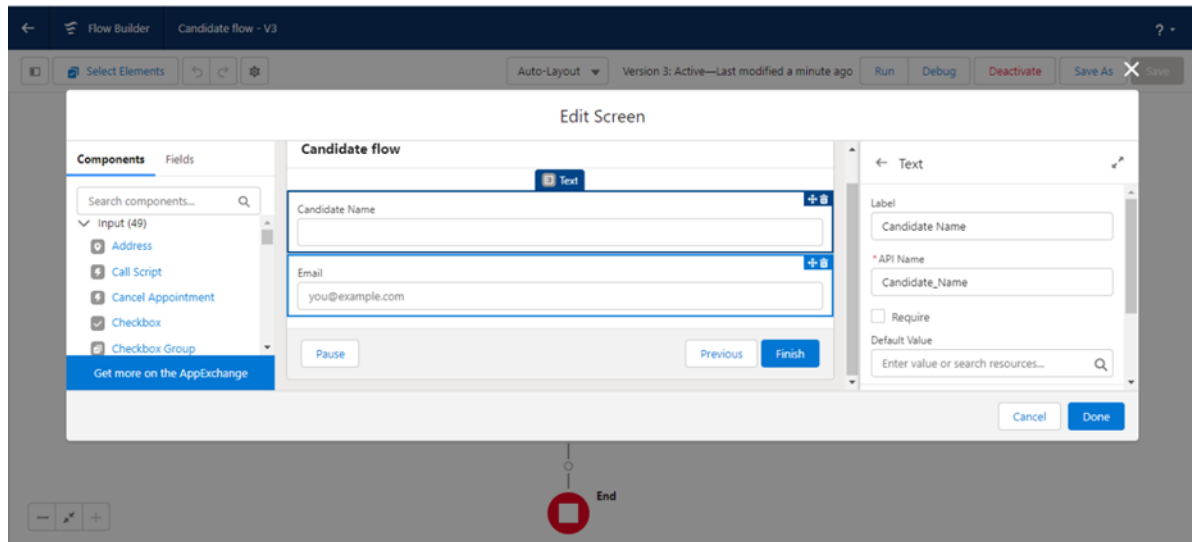 Flow Builder Candidate flow - V3 ?
Select Elements Auto-Layout Version 3: Active—Last modified a minute ago Run Debug Deactivate Save As Save
Edit Screen
Components Fields
Search components...
Input (49)
Address
Call Script
Cancel Appointment
Checkbox
Checkbox Group
Get more on the AppExchange
Candidate flow
Text
Candidate Name
Email
you@example.com
Pause Previous Finish
Text
Label
Candidate Name
*API Name
Candidate_Name
Require
Default Value
Enter value or search resources...
Cancel Done
End